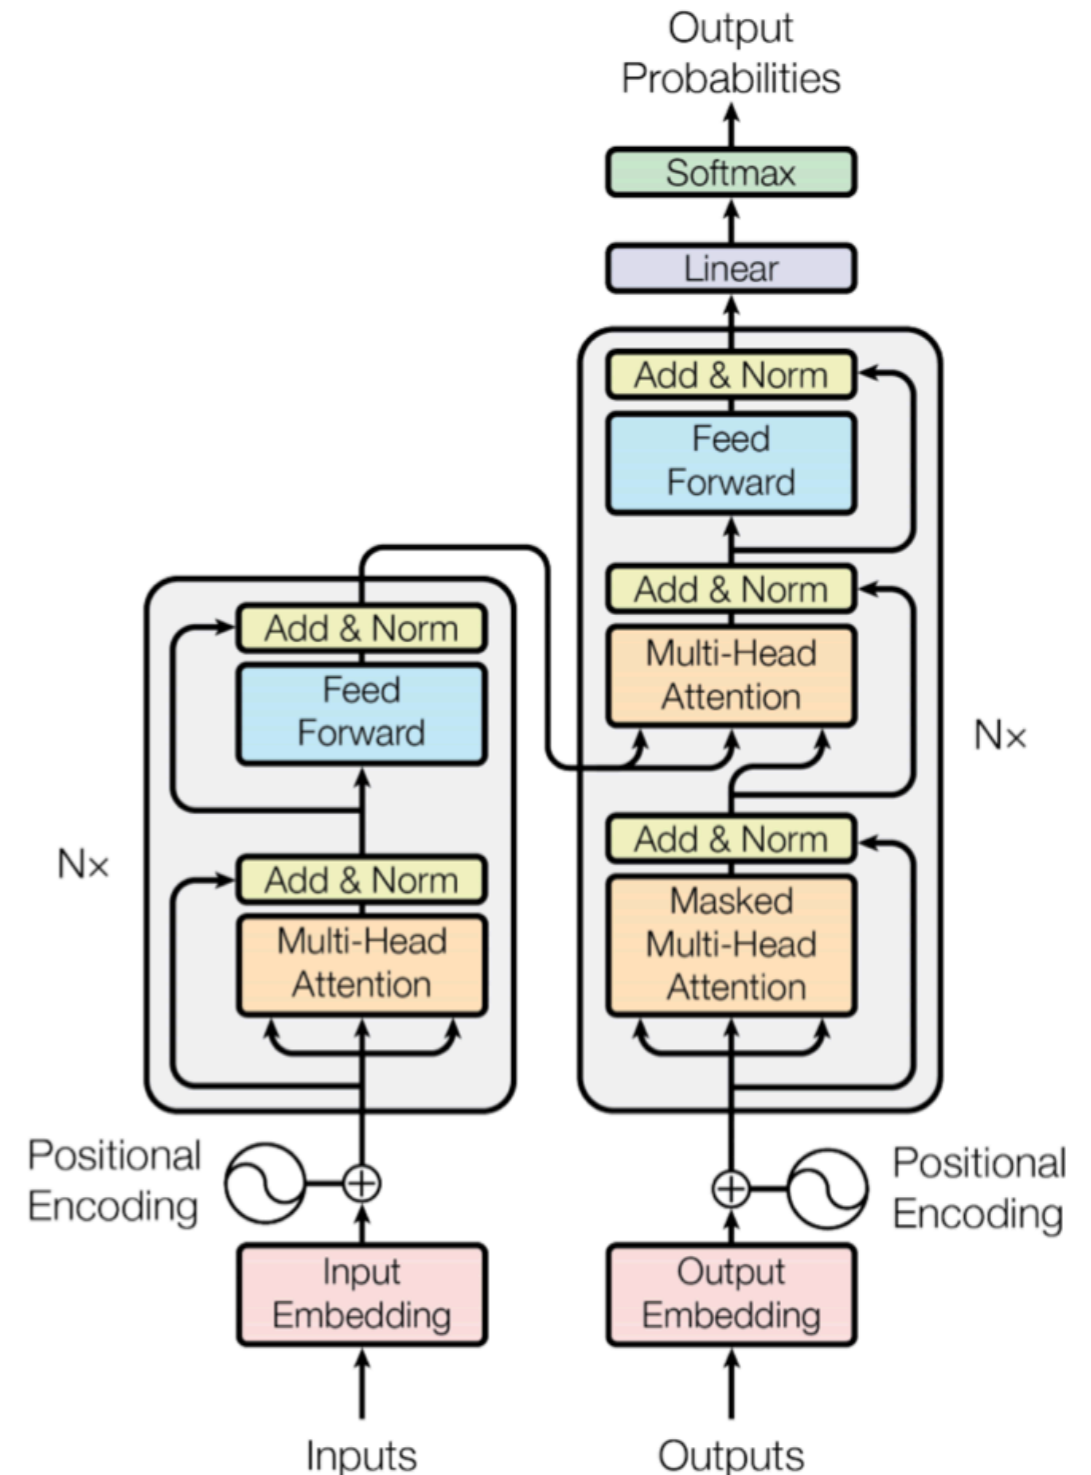 Output
Probabilities
Softmax
Linear
Add & Norm
Feed
Forward
Add & Norm
Multi-Head
Attention
Nx
Add & Norm
Masked
Multi-Head
Attention
Add & Norm
Feed
Forward
Nx
Add & Norm
Multi-Head
Attention
Positional
Encoding
Positional
Encoding
Input
Embedding
Output
Embedding
Inputs
Outputs